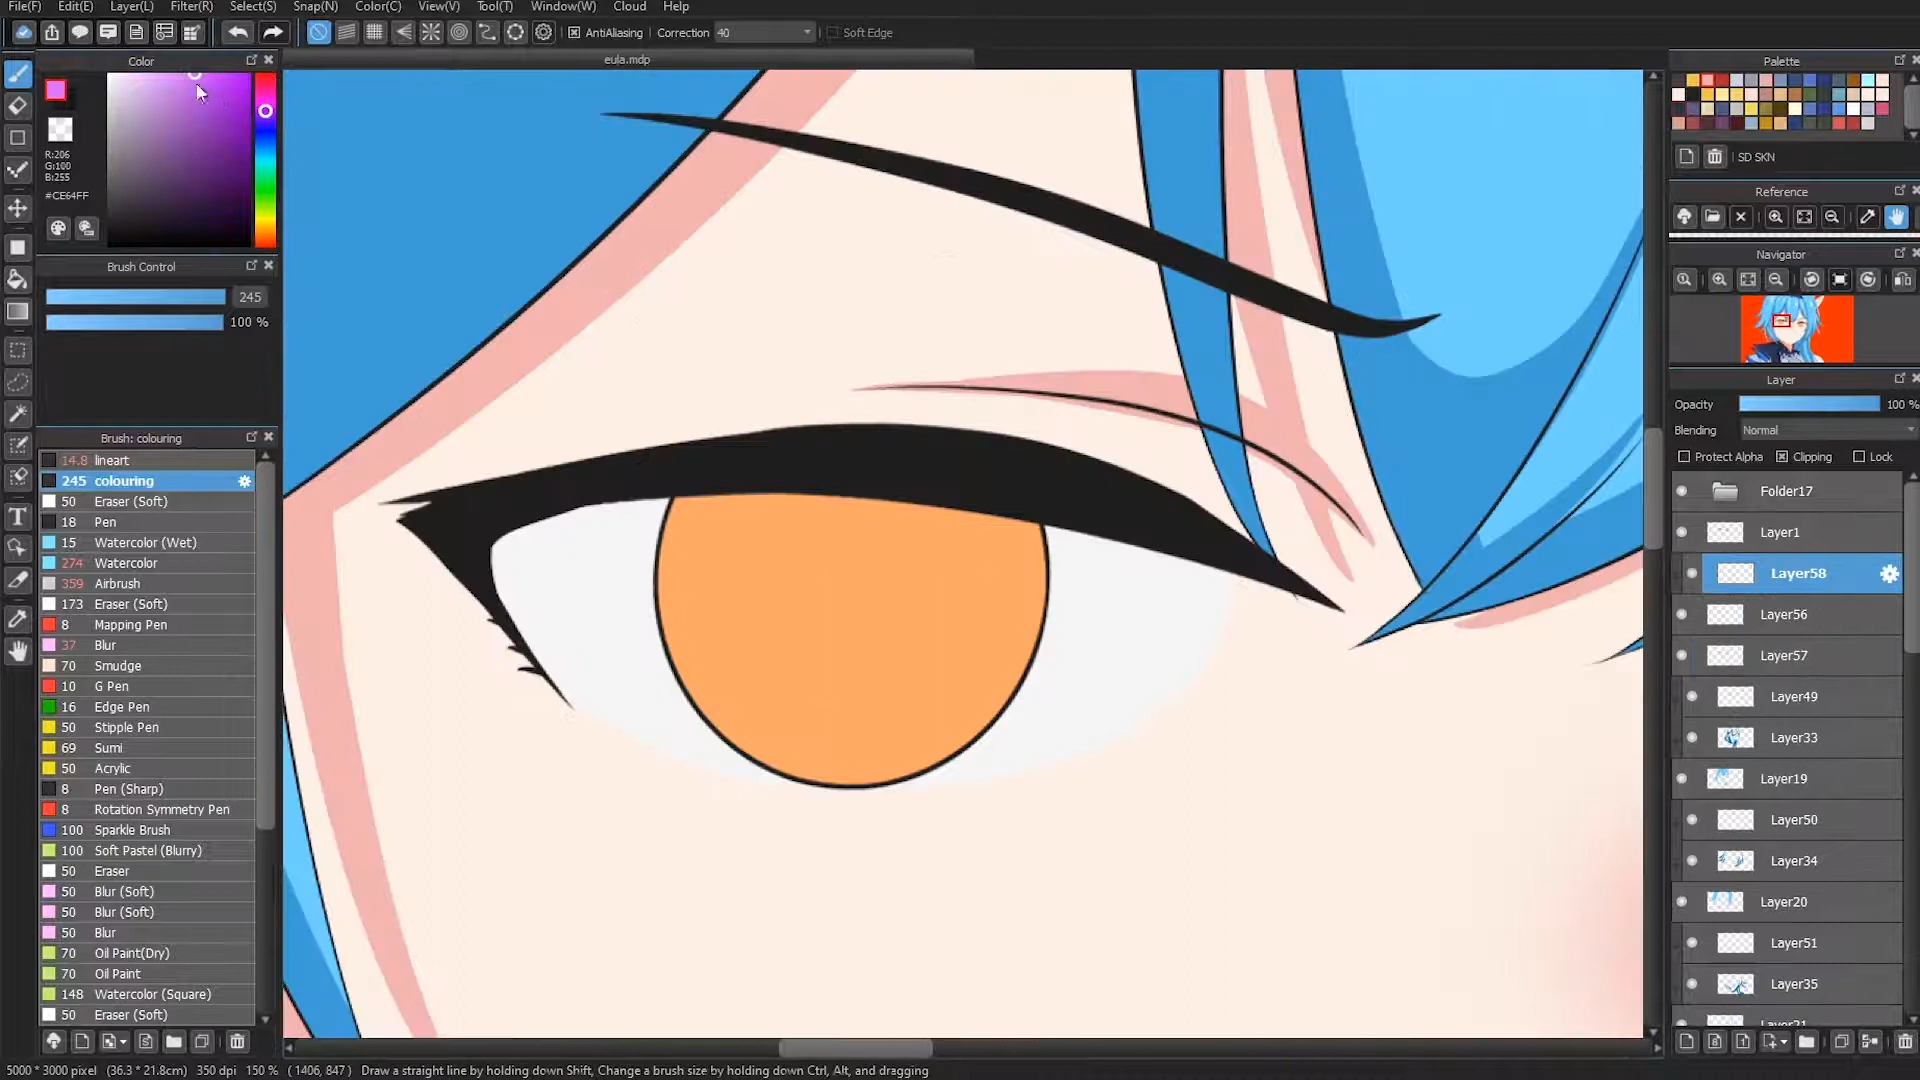 File(F) Edit(E) Layer(L) Filter(R) Select(S) Snap(N) Color(C) View(V) Tool(T) Window(W) Cloud Help
AntiAliasing Correction 40 Soft Edge
Color
eula.mdp
R:206
G:100
B:255
#CE64FF
Brush Control
245
100 %
Brush: colouring
14.8 lineart
245 colouring
50 Eraser (Soft)
18 Pen
15 Watercolor (Wet)
274 Watercolor
359 Airbrush
173 Eraser (Soft)
8 Mapping Pen
37 Blur
70 Smudge
10 G Pen
16 Edge Pen
50 Stipple Pen
69 Sumi
50 Acrylic
8 Pen (Sharp)
8 Rotation Symmetry Pen
100 Sparkle Brush
100 Soft Pastel (Blurry)
50 Eraser
50 Blur (Soft)
50 Blur (Soft)
50 Blur
70 Oil Paint(Dry)
70 Oil Paint
148 Watercolor (Square)
50 Eraser (Soft)
Palette
SD SKN
Reference
Navigator
Layer
Opacity 100 %
Blending Normal
Protect Alpha Clipping Lock
Folder17
Layer1
Layer58
Layer56
Layer57
Layer49
Layer33
Layer19
Layer50
Layer34
Layer20
Layer51
Layer35
Layer21
5000 * 3000 pixel (36.3 * 21.8cm) 350 dpi 150 % ( 1406, 847 ) Draw a straight line by holding down Shift, Change a brush size by holding down Ctrl, Alt, and dragging